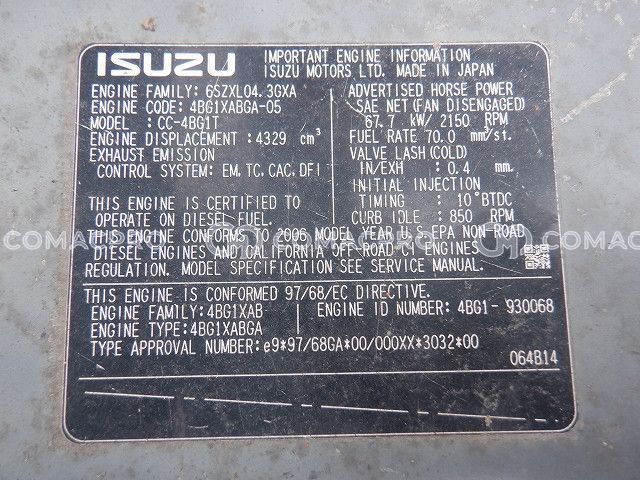 ISUZU
IMPORTANT ENGINE INFORMATION
ISUZU MOTORS LTD. MADE IN JAPAN
ENGINE FAMILY: 6SZXL04.3GXA
ENGINE CODE: 4BG1XABGA-05
MODEL : CC-4BG1T
ENGINE DISPLACEMENT: 4329 cm³
EXHAUST EMISSION
CONTROL SYSTEM: EM, TC, CAC, DFI
THIS ENGINE IS CERTIFIED TO
OPERATE ON DIESEL FUEL.
ADVERTISED HORSE POWER
SAE NET (FAN DISENGAGED)
67.7 kW/ 2150 RPM
FUEL RATE 70.0 mm³/st.
VALVE LASH (COLD)
IN/EXH : 0.4 mm.
INITIAL INJECTION
TIMING : 10° BTDC
CURB IDLE : 850 RPM
THIS ENGINE CONFORMS TO 2006 MODEL YEAR U.S.EPA NON-ROAD
DIESEL ENGINES AND CALIFORNIA OFF-ROAD CI ENGINES
REGULATION. MODEL SPECIFICATION SEE SERVICE MANUAL.
COMACPRO
COMACPRO
COMACPRO
THIS ENGINE IS CONFORMED 97/68/EC DIRECTIVE.
ENGINE FAMILY: 4BG1XAB
ENGINE ID NUMBER: 4BG1- 930068
ENGINE TYPE: 4BG1XABGA
TYPE APPROVAL NUMBER: e9*97/68GA*00/000XX*3032*00
064B14